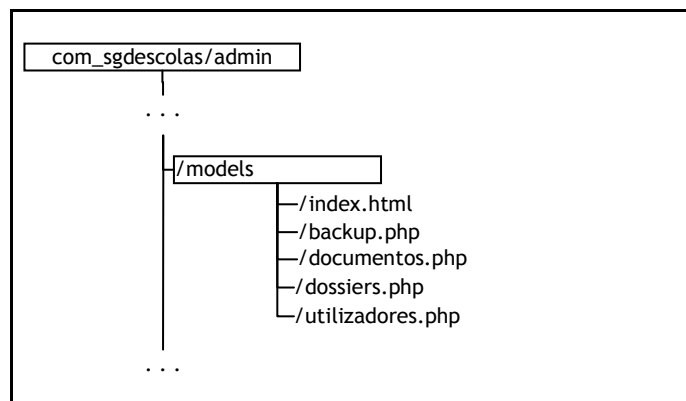 com_sgdescolas/admin
. . .
/models
/index.html
/backup.php
/documentos.php
/dossiers.php
/utilizadores.php
. . .